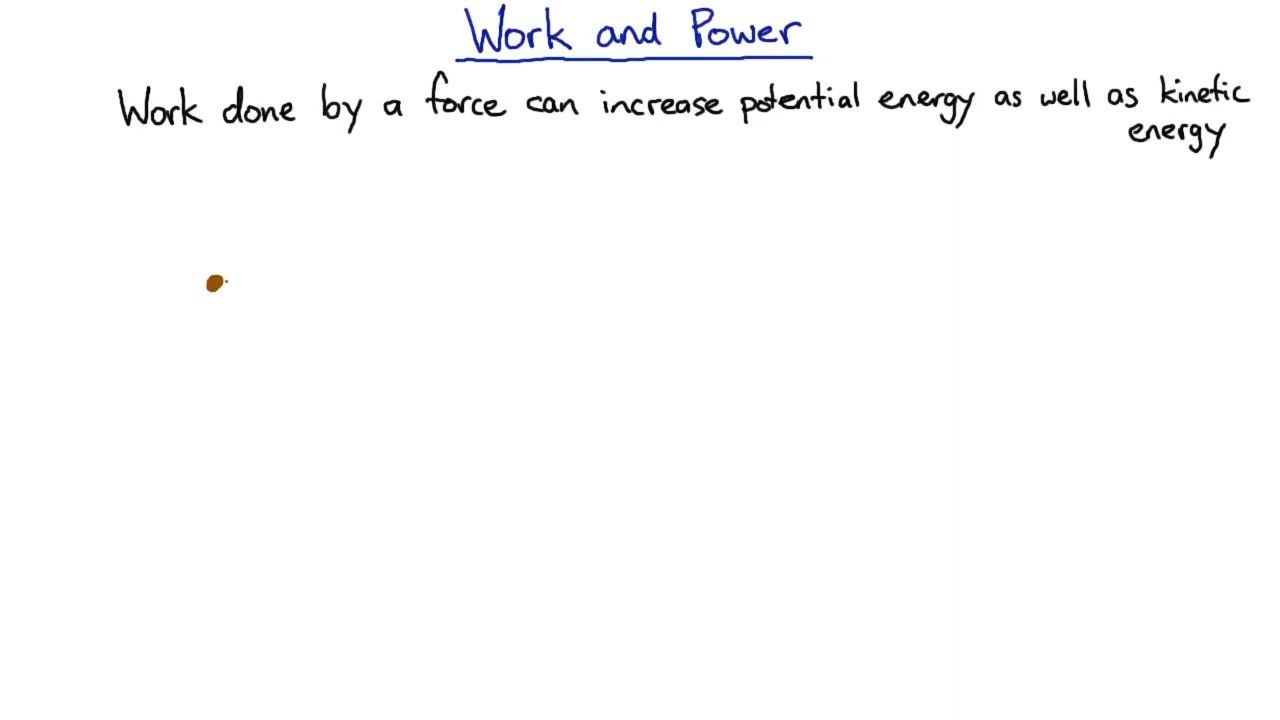 Work and Power
Work done by a force can increase potential energy as well as kinetic
energy